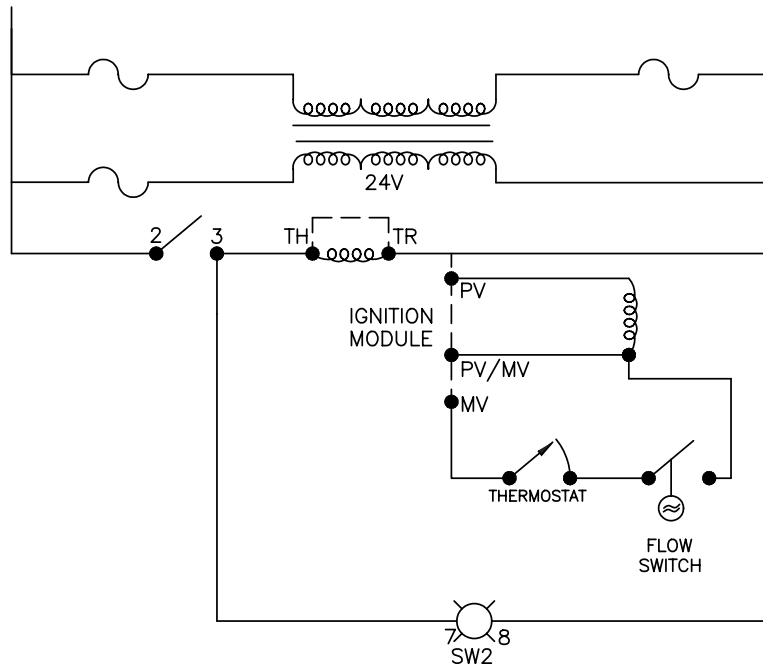 24V
2
3
TH
TR
PV
IGNITION
MODULE
PV/MV
MV
THERMOSTAT
FLOW
SWITCH
7
8
SW2